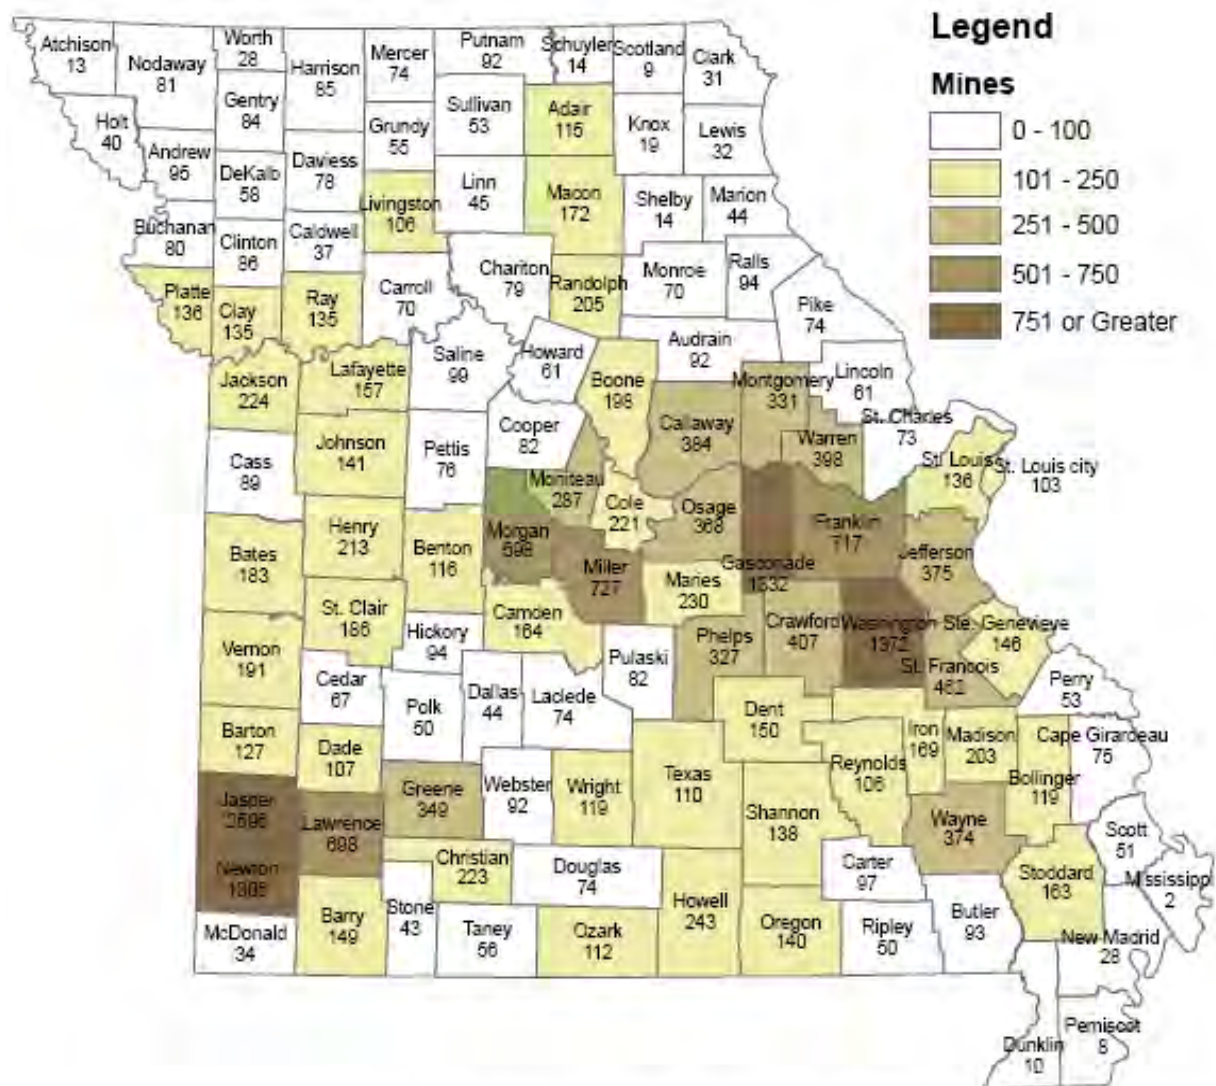 Legend
Mines
0 - 100
101 - 250
251 - 500
501 - 750
751 or Greater
Atchison
13
Nodaway
81
Worth
28
Harrison
85
Mercer
74
Putnam
92
Schuyler
14
Scotland
9
Clark
31
Holt
40
Andrew
95
Gentry
84
DeKalb
58
Daviess
78
Grundy
55
Sullivan
53
Adair
115
Knox
19
Lewis
32
Buchanan
80
Clinton
86
Caldwell
37
Livingston
106
Linn
45
Macon
172
Shelby
14
Marion
44
Platte
136
Clay
135
Ray
135
Carroll
70
Chariton
79
Randolph
205
Monroe
70
Ralls
94
Pike
74
Audrain
92
Jackson
224
Lafayette
157
Saline
99
Howard
61
Boone
198
Callaway
384
Montgomery
331
Lincoln
61
St. Charles
73
Warren
398
St. Louis
136
St. Louis city
103
Cass
89
Johnson
141
Pettis
76
Cooper
82
Moniteau
287
Cole
221
Osage
368
Gasconade
1332
Franklin
717
Jefferson
375
Bates
183
Henry
213
Benton
116
Morgan
598
Miller
727
Maries
230
Camden
164
St. Clair
186
Hickory
94
Vernon
191
Cedar
67
Polk
50
Dallas
44
Laclede
74
Pulaski
82
Phelps
327
Crawford
407
Washington
1372
Ste. Genevieve
146
St. Francois
462
Perry
53
Barton
127
Dade
107
Dent
150
Iron
169
Madison
203
Cape Girardeau
75
Reynolds
106
Bollinger
119
Jasper
Lawrence
698
Greene
349
Webster
92
Wright
119
Texas
110
Shannon
138
Wayne
374
Scott
51
Newton
Christian
223
Douglas
74
Howell
243
Carter
97
Stoddard
163
Mississippi
2
McDonald
34
Barry
149
Stone
43
Taney
56
Ozark
112
Oregon
140
Ripley
50
Butler
93
New Madrid
28
Dunklin
10
Pemiscot
8